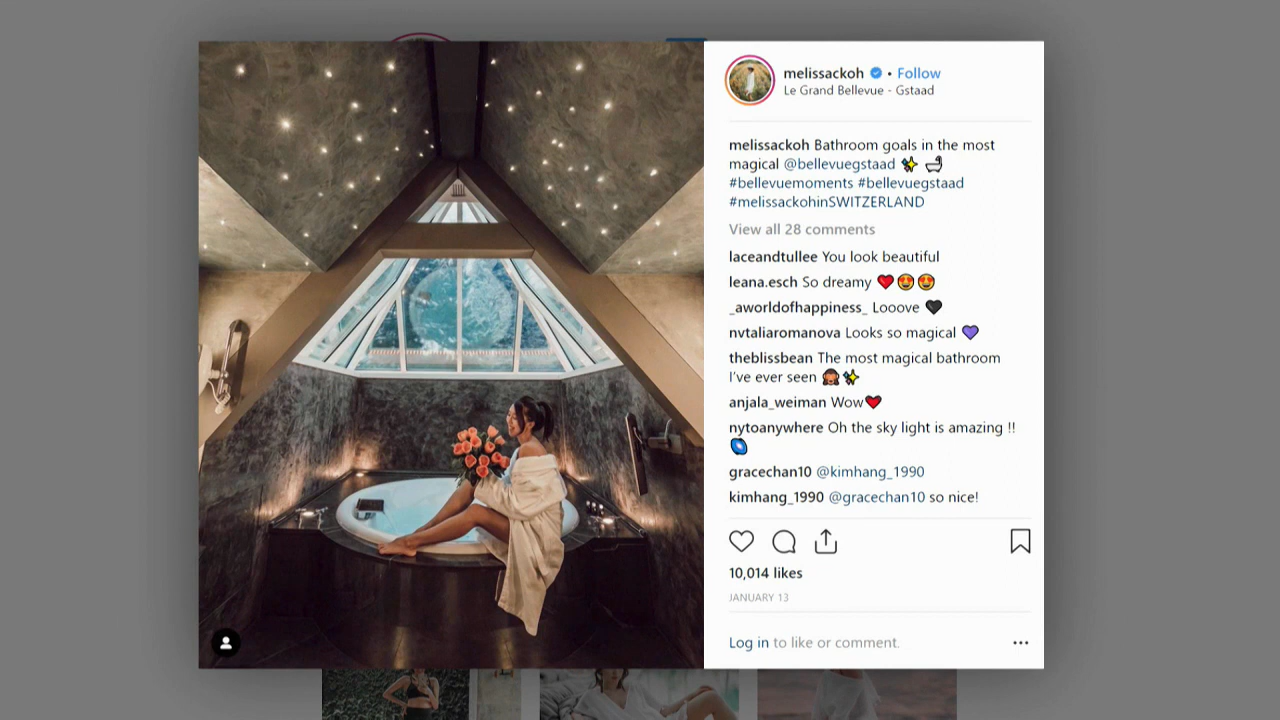 melissackoh • Follow
Le Grand Bellevue - Gstaad
melissackoh Bathroom goals in the most
magical @bellevuegstaad ✨ 🛁
#bellevuemoments #bellevuegstaad
#melissackohinSWITZERLAND
View all 28 comments
laceandtullee You look beautiful
leana.esch So dreamy ❤️😍😍
_aworldofhappiness_ Looove 🖤
nvtaliaromanova Looks so magical 💜
theblissbean The most magical bathroom
I've ever seen 🙈✨
anjala_weiman Wow❤️
nytoanywhere Oh the sky light is amazing !!
gracechan10 @kimhang_1990
kimhang_1990 @gracechan10 so nice!
10,014 likes
JANUARY 13
Log in to like or comment.